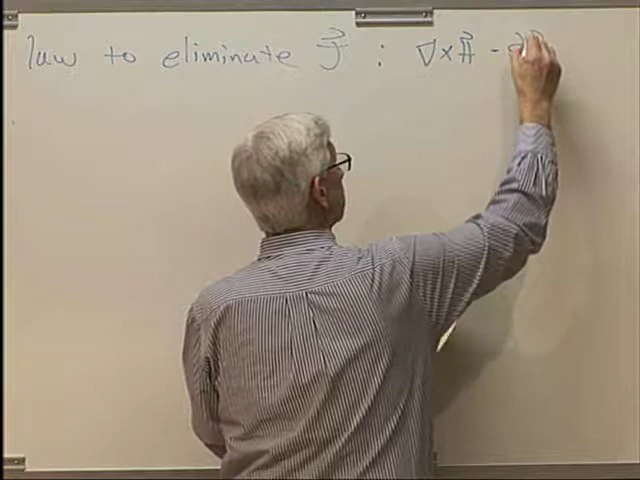 law to eliminate J⃗ : ∇×H⃗ - ∂